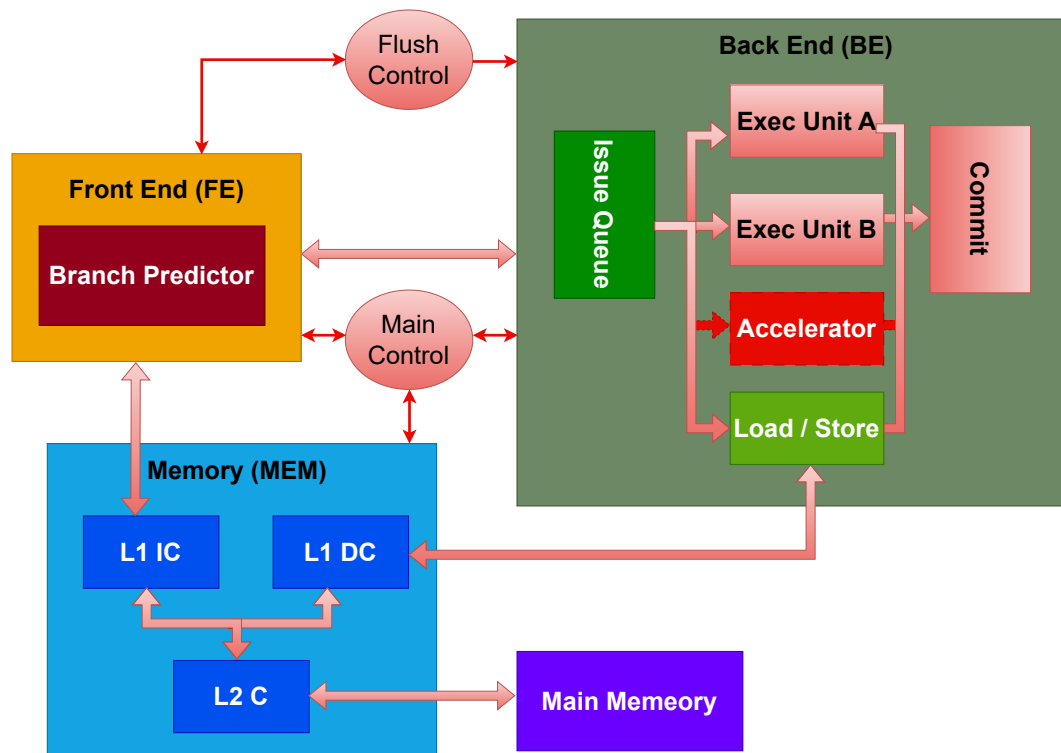 Flush
Control
Back End (BE)
Exec Unit A
Issue Queue
Commit
Front End (FE)
Branch Predictor
Exec Unit B
Main
Control
Accelerator
Load / Store
Memory (MEM)
L1 IC
L1 DC
L2 C
Main Memeory